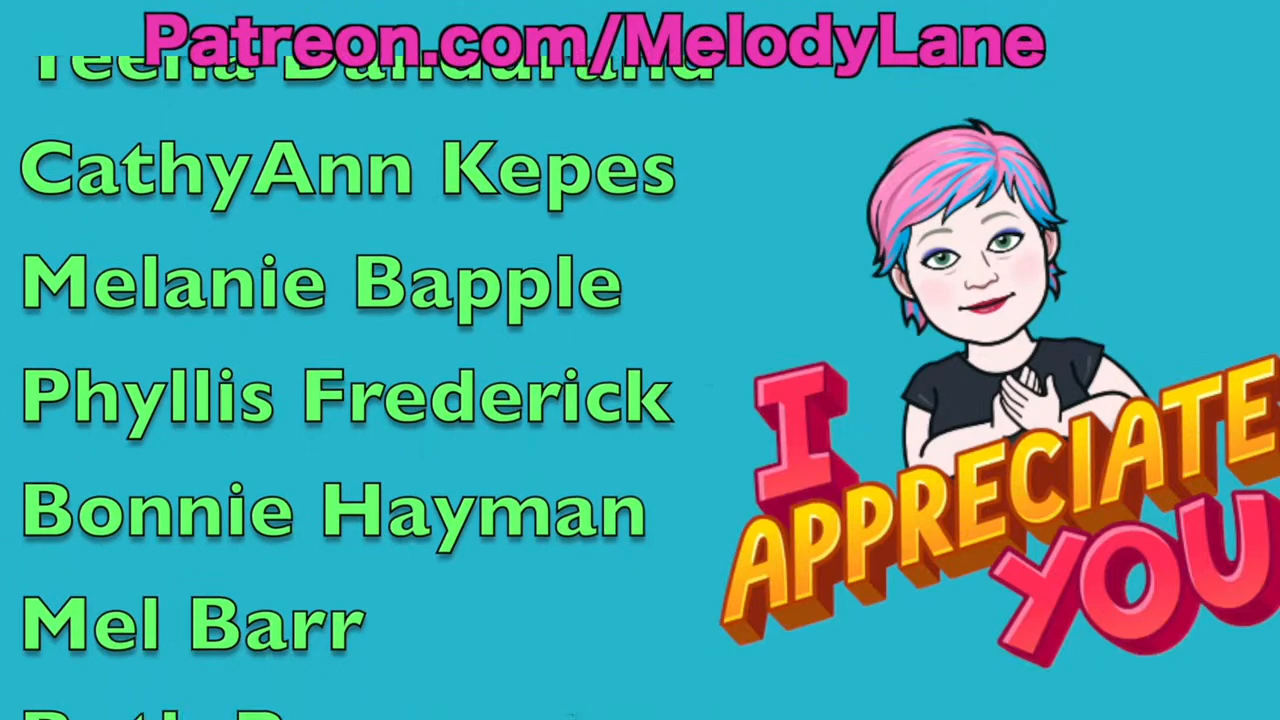 Patreon.com/MelodyLane
CathyAnn Kepes
Melanie Bapple
Phyllis Frederick
Bonnie Hayman
Mel Barr
I
APPRECIATE
YOU